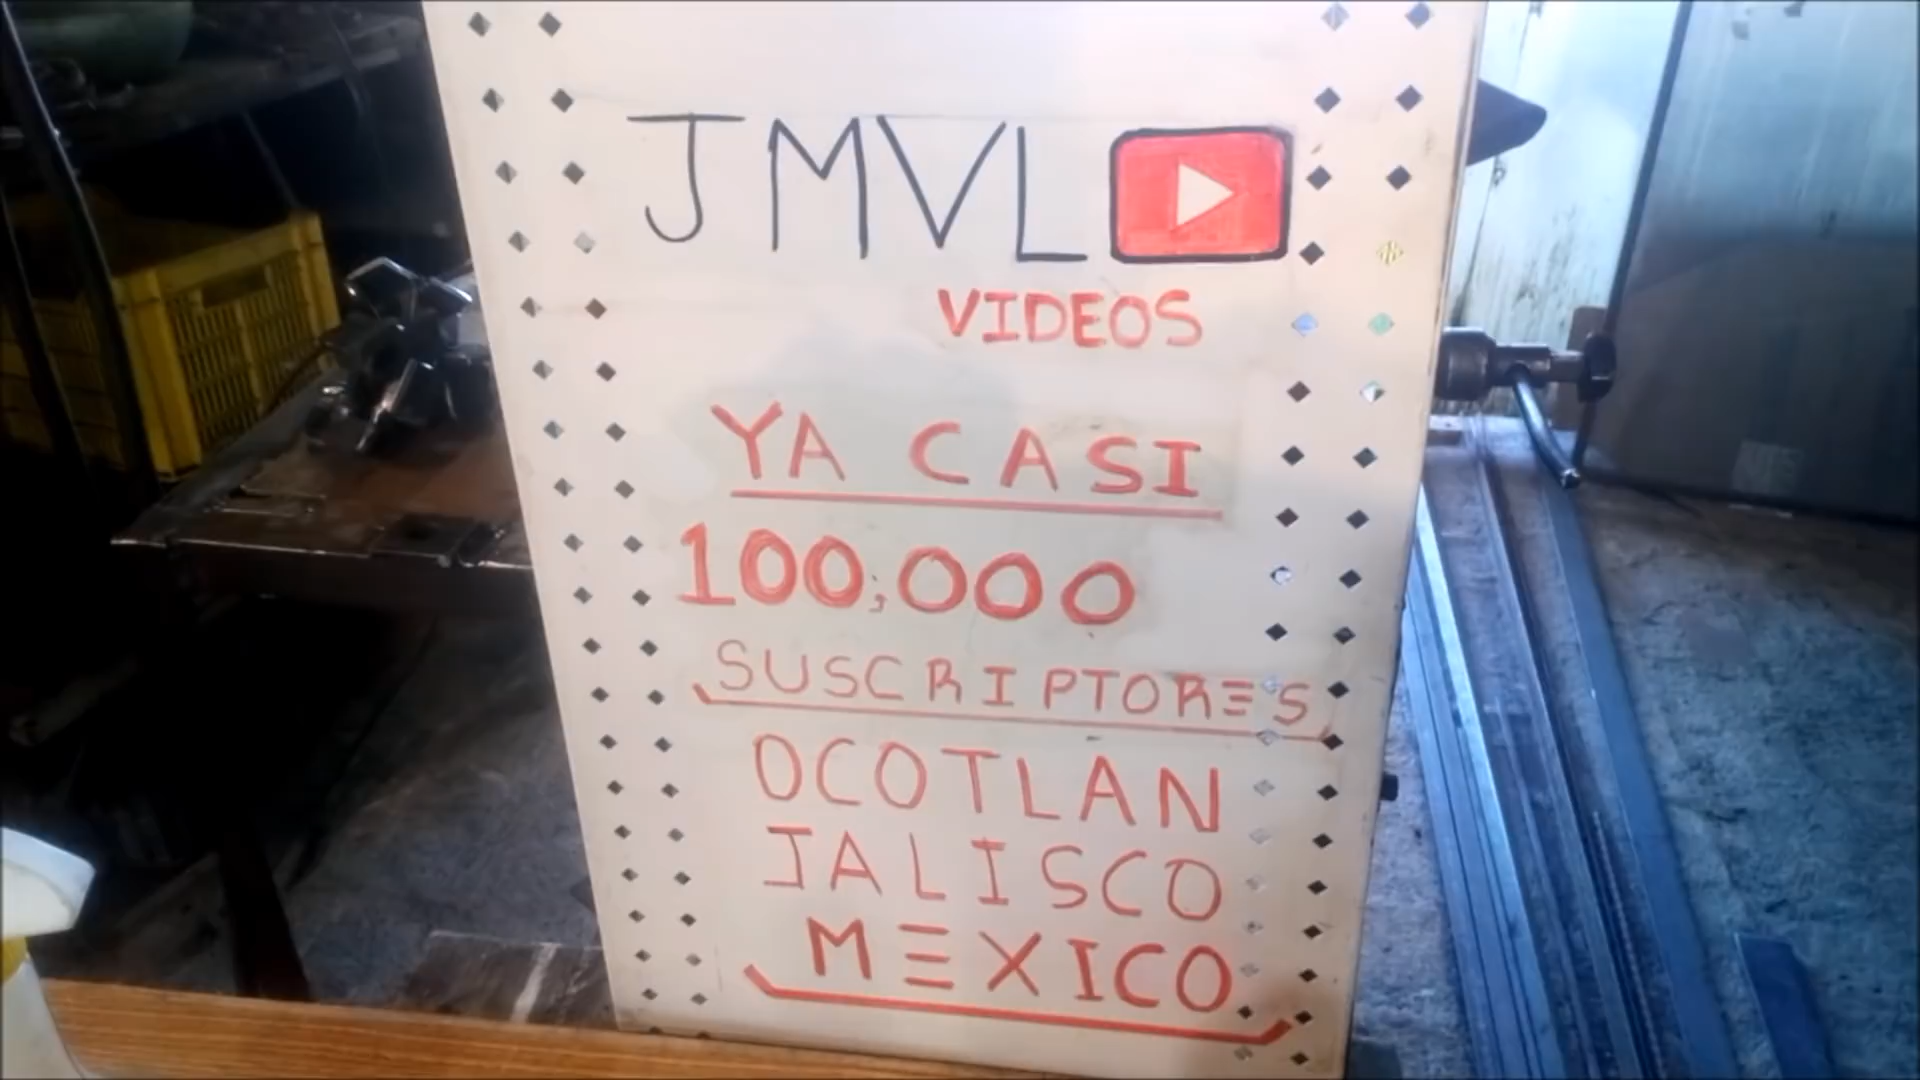 JMVL
VIDEOS
YA CASI
100,000
SUSCRIPTORES
OCOTLAN
JALISCO
MEXICO